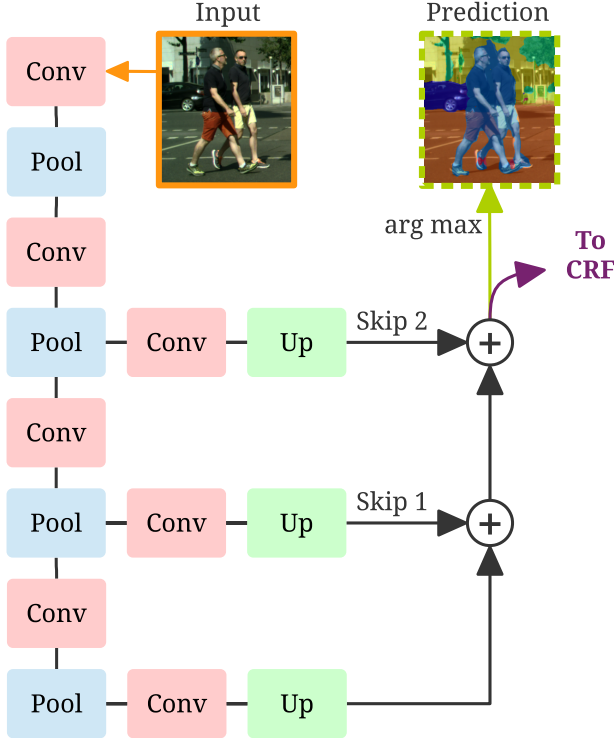 Input
Prediction
Conv
Pool
arg max
To
CRF
Conv
Pool
Conv
Up
Skip 2
+
Conv
Pool
Conv
Up
Skip 1
+
Conv
Pool
Conv
Up